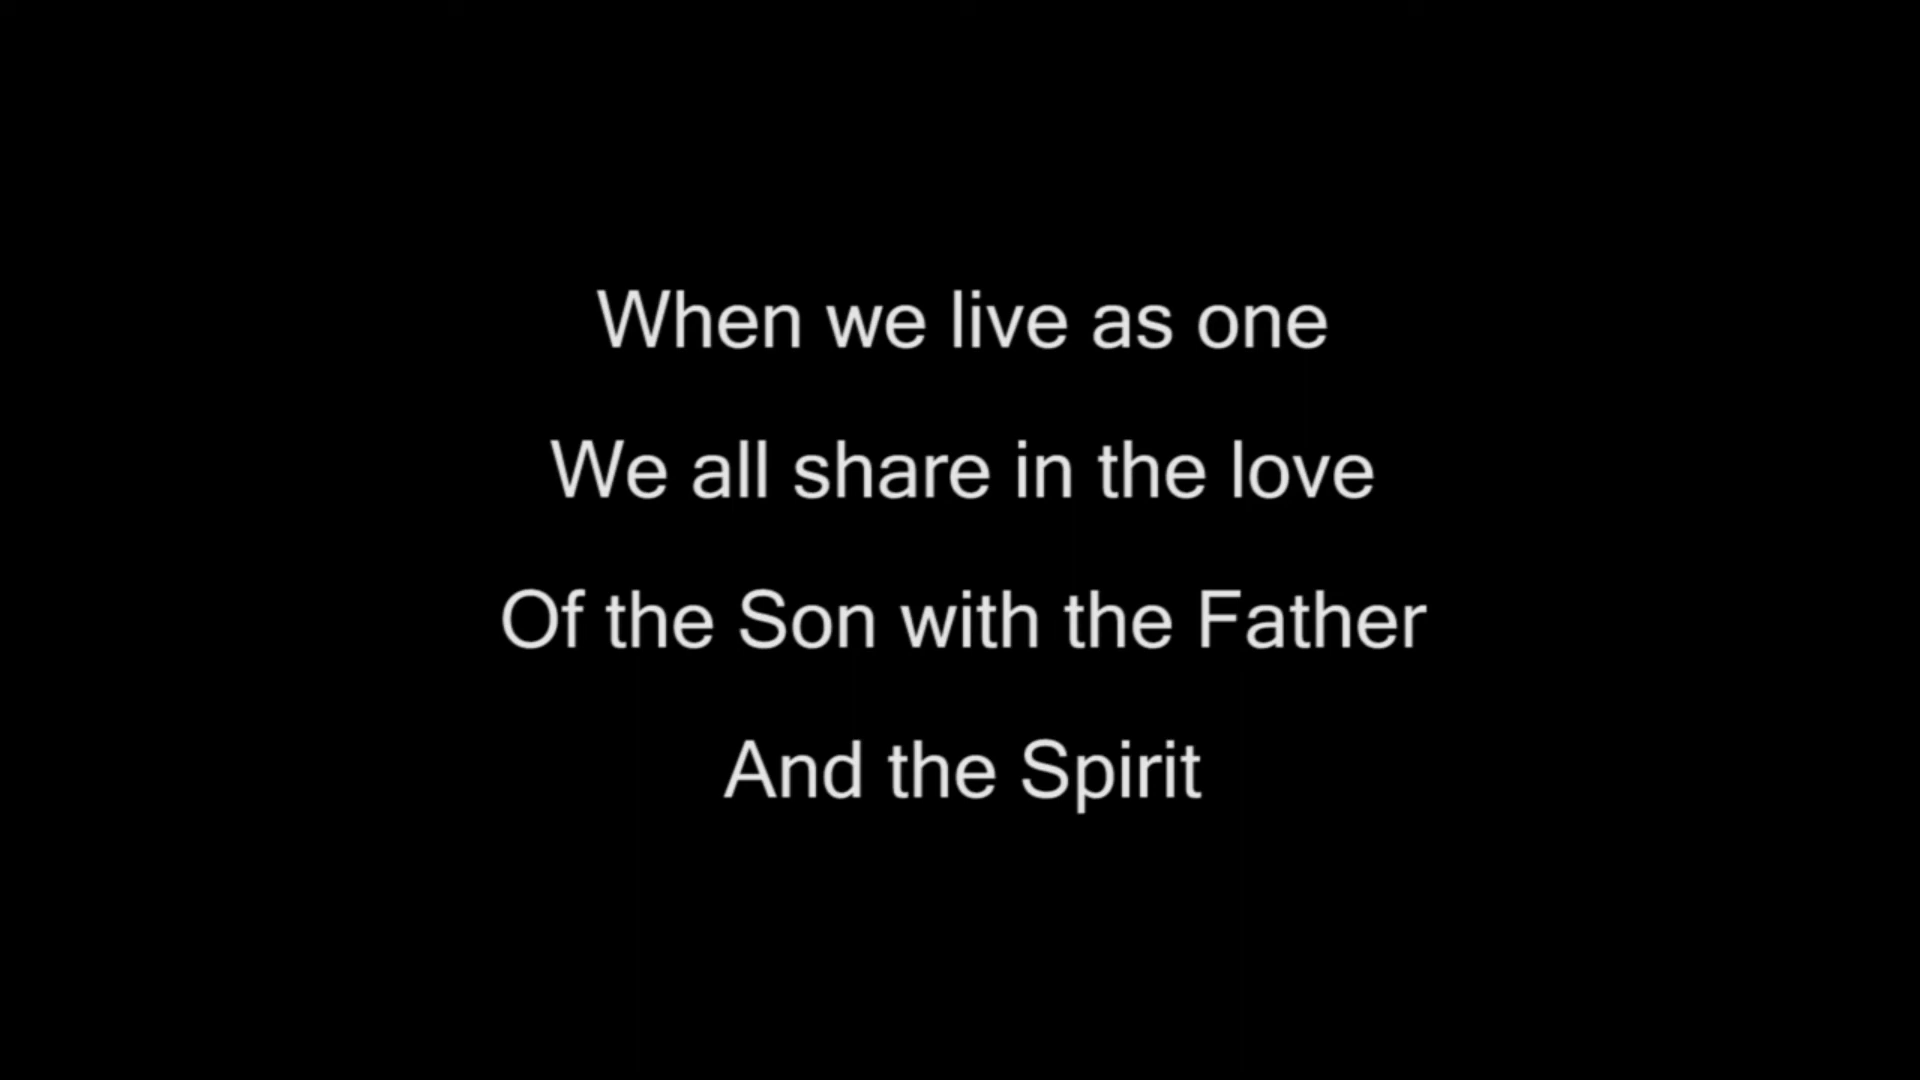 When we live as one
We all share in the love
Of the Son with the Father
And the Spirit